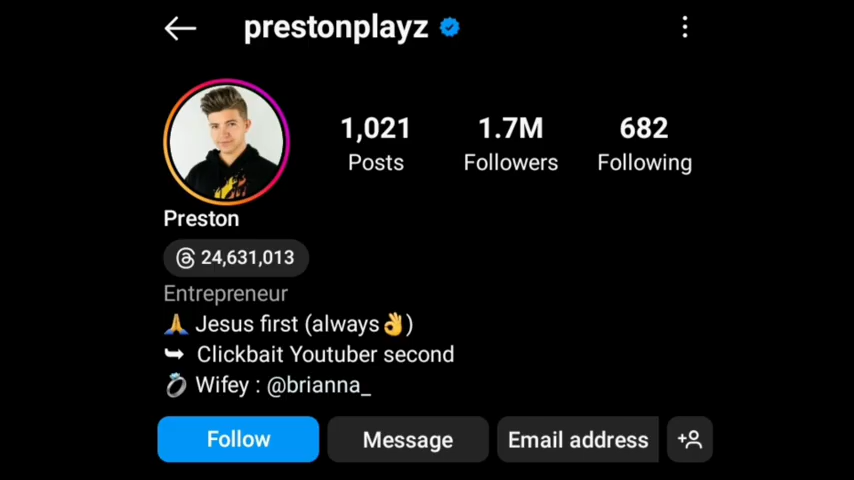 prestonplayz
1,021 1.7M 682
Posts Followers Following
Preston
24,631,013
Entrepreneur
🙏 Jesus first (always👌)
➥ Clickbait Youtuber second
💍 Wifey : @brianna_
Follow Message Email address